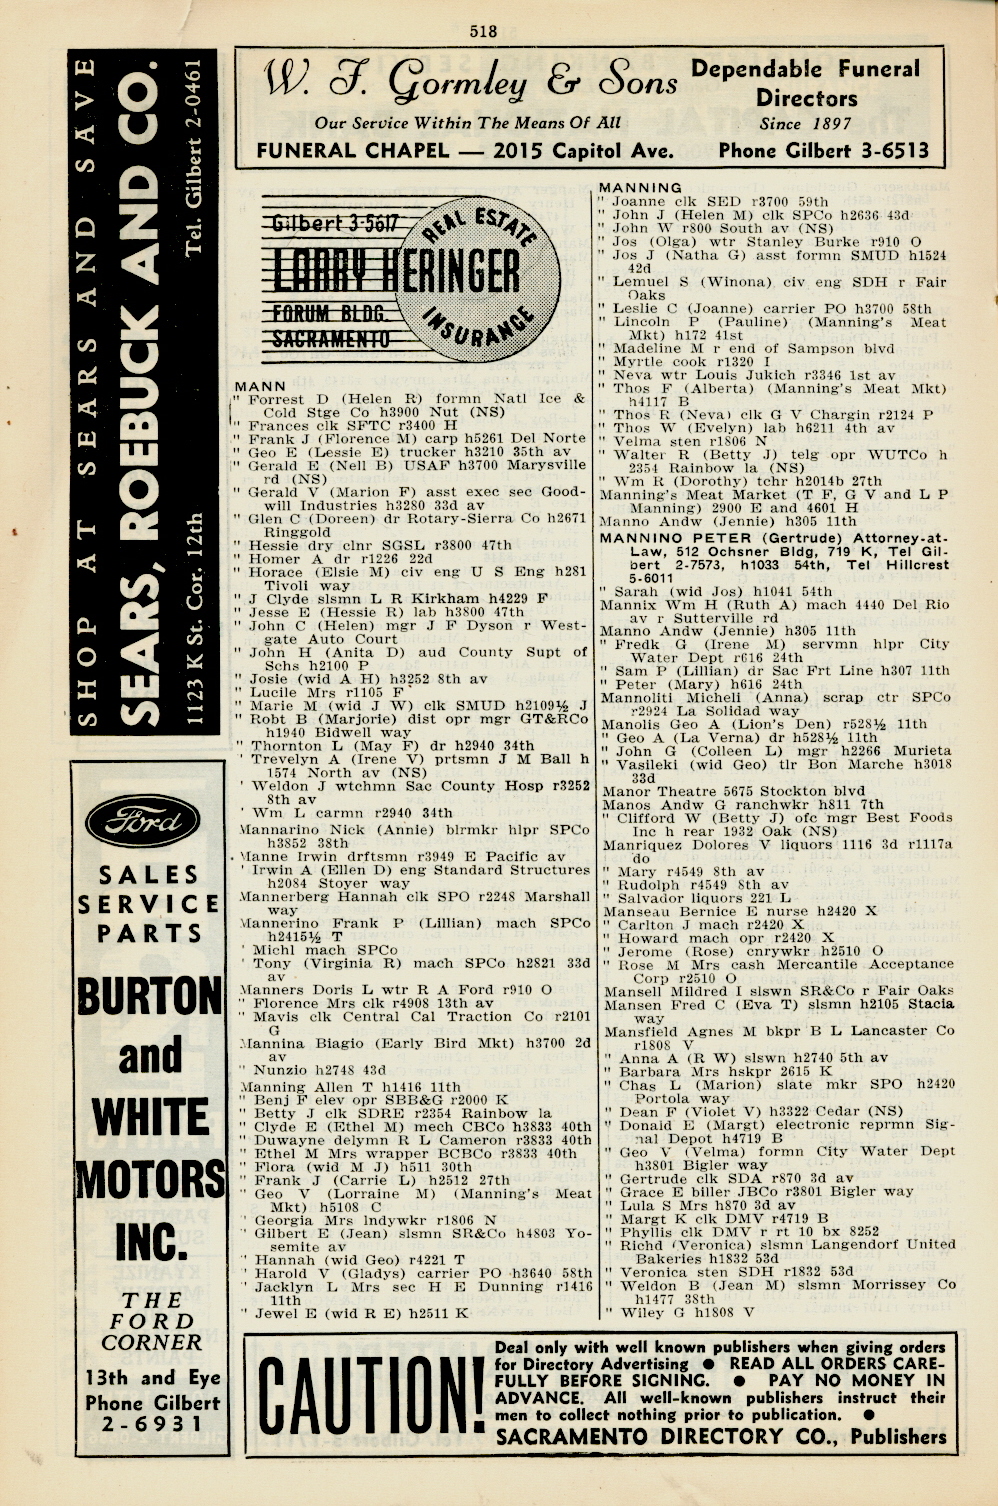 518
SHOP AT SEARS AND SAVE
SEARS, ROEBUCK AND CO.
1123 K St. Cor. 12th Tel. Gilbert 2-0461
W. F. Gormley & Sons
Our Service Within The Means Of All
Dependable Funeral
Directors
Since 1897
FUNERAL CHAPEL — 2015 Capitol Ave. Phone Gilbert 3-6513
Gilbert 3-5617
LARRY HERINGER
FORUM BLDG.
SACRAMENTO
REAL ESTATE
INSURANCE
MANN
" Forrest D (Helen R) formn Natl Ice &
Cold Stge Co h3900 Nut (NS)
" Frances clk SFTC r3400 H
" Frank J (Florence M) carp h5261 Del Norte
" Geo E (Lessie E) trucker h3210 35th av
" Gerald E (Nell B) USAF h3700 Marysville
rd (NS)
" Gerald V (Marion F) asst exec sec Good-
will Industries h3280 33d av
" Glen C (Doreen) dr Rotary-Sierra Co h2671
Ringgold
" Hessie dry clnr SGSL r3800 47th
" Homer A dr r1226 22d
" Horace (Elsie M) civ eng U S Eng h281
Tivoli way
" J Clyde slsmn L R Kirkham h4229 F
" Jesse E (Hessie R) lab h3800 47th
" John C (Helen) mgr J F Dyson r West-
gate Auto Court
" John H (Anita D) aud County Supt of
Schs h2100 P
" Josie (wid A H) h3252 8th av
" Lucile Mrs r1105 F
" Marie M (wid J W) clk SMUD h2109½ J
" Robt B (Marjorie) dist opr mgr GT&RCo
h1940 Bidwell way
" Thornton L (May F) dr h2940 34th
' Trevelyn A (Irene V) prtsmn J M Ball h
1574 North av (NS)
' Weldon J wtchmn Sac County Hosp r3252
8th av
' Wm L carmn r2940 34th
Mannarino Nick (Annie) blrmkr hlpr SPCo
h3852 38th
Manne Irwin drftsmn r3949 E Pacific av
' Irwin A (Ellen D) eng Standard Structures
h2084 Stoyer way
Mannerberg Hannah clk SPO r2248 Marshall
way
Mannerino Frank P (Lillian) mach SPCo
h2415½ T
' Michl mach SPCo
' Tony (Virginia R) mach SPCo h2821 33d
av
Manners Doris L wtr R A Ford r910 O
" Florence Mrs clk r4908 13th av
" Mavis clk Central Cal Traction Co r2101
G
Mannina Biagio (Early Bird Mkt) h3700 2d
av
" Nunzio h2748 43d
Manning Allen T h1416 11th
" Benj F elev opr SBB&G r2000 K
" Betty J clk SDRE r2354 Rainbow la
" Clyde E (Ethel M) mech CBCo h3833 40th
" Duwayne delymn R L Cameron r3833 40th
" Ethel M Mrs wrapper BCBCo r3833 40th
" Flora (wid M J) h511 30th
" Frank J (Carrie L) h2512 27th
" Geo V (Lorraine M) (Manning's Meat
Mkt) h5108 C
' Georgia Mrs lndywkr r1806 N
' Gilbert E (Jean) slsmn SR&Co h4803 Yo-
semite av
' Hannah (wid Geo) r4221 T
' Harold V (Gladys) carrier PO h3640 58th
' Jacklyn L Mrs sec H E Dunning r1416
11th
" Jewel E (wid R E) h2511 K
MANNING
" Joanne clk SED r3700 59th
" John J (Helen M) clk SPCo h2636 43d
" John W r800 South av (NS)
" Jos (Olga) wtr Stanley Burke r910 O
" Jos J (Natha G) asst formn SMUD h1524
42d
" Lemuel S (Winona) civ eng SDH r Fair
Oaks
" Leslie C (Joanne) carrier PO h3700 58th
" Lincoln P (Pauline) (Manning's Meat
Mkt) h172 41st
" Madeline M r end of Sampson blvd
" Myrtle cook r1320 I
" Neva wtr Louis Jukich r3346 1st av
" Thos F (Alberta) (Manning's Meat Mkt)
h4117 B
" Thos R (Neva) clk G V Chargin r2124 P
" Thos W (Evelyn) lab h6211 4th av
" Velma sten r1806 N
" Walter R (Betty J) telg opr WUTCo h
2354 Rainbow la (NS)
" Wm R (Dorothy) tchr h2014b 27th
Manning's Meat Market (T F, G V and L P
Manning) 2900 E and 4601 H
Manno Andw (Jennie) h305 11th
MANNINO PETER (Gertrude) Attorney-at-
Law, 512 Ochsner Bldg, 719 K, Tel Gil-
bert 2-7573, h1033 54th, Tel Hillcrest
5-6011
" Sarah (wid Jos) h1041 54th
Mannix Wm H (Ruth A) mach 4440 Del Rio
av r Sutterville rd
Manno Andw (Jennie) h305 11th
" Fredk G (Irene M) servmn hlpr City
Water Dept r616 24th
" Sam P (Lillian) dr Sac Frt Line h307 11th
" Peter (Mary) h616 24th
Mannoliti Micheli (Anna) scrap ctr SPCo
r2924 La Solidad way
Manolis Geo A (Lion's Den) r528½ 11th
" Geo A (La Verna) dr h528½ 11th
" John G (Colleen L) mgr h2266 Murieta
" Vasileki (wid Geo) tlr Bon Marche h3018
33d
Manor Theatre 5675 Stockton blvd
Manos Andw G ranchwkr h811 7th
" Clifford W (Betty J) ofc mgr Best Foods
Inc h rear 1932 Oak (NS)
Manriquez Dolores V liquors 1116 3d r1117a
do
" Mary r4549 8th av
" Rudolph r4549 8th av
" Salvador liquors 221 L
Manseau Bernice E nurse h2420 X
" Carlton J mach r2420 X
" Howard mach opr r2420 X
" Jerome (Rose) cnrywkr h2510 O
" Rose M Mrs cash Mercantile Acceptance
Corp r2510 O
Mansell Mildred I slswn SR&Co r Fair Oaks
Mansen Fred C (Eva T) slsmn h2105 Stacia
way
Mansfield Agnes M bkpr B L Lancaster Co
r1808 V
" Anna A (R W) slswn h2740 5th av
" Barbara Mrs hskpr 2615 K
" Chas L (Marion) slate mkr SPO h2420
Portola way
" Dean F (Violet V) h3322 Cedar (NS)
" Donald E (Margt) electronic reprmn Sig-
nal Depot h4719 B
" Geo V (Velma) formn City Water Dept
h3801 Bigler way
" Gertrude clk SDA r870 3d av
" Grace E biller JBCo r3801 Bigler way
" Lula S Mrs h870 3d av
" Margt K clk DMV r4719 B
" Phyllis clk DMV r rt 10 bx 8252
" Richd (Veronica) slsmn Langendorf United
Bakeries h1832 53d
" Veronica sten SDH r1832 53d
" Weldon B (Jean M) slsmn Morrissey Co
h1477 38th
" Wiley G h1808 V
Ford
SALES
SERVICE
PARTS
BURTON
and
WHITE
MOTORS
INC.
THE
FORD
CORNER
13th and Eye
Phone Gilbert
2-6931
CAUTION!
Deal only with well known publishers when giving orders
for Directory Advertising ● READ ALL ORDERS CARE-
FULLY BEFORE SIGNING. ● PAY NO MONEY IN
ADVANCE. All well-known publishers instruct their
men to collect nothing prior to publication. ●
SACRAMENTO DIRECTORY CO., Publishers